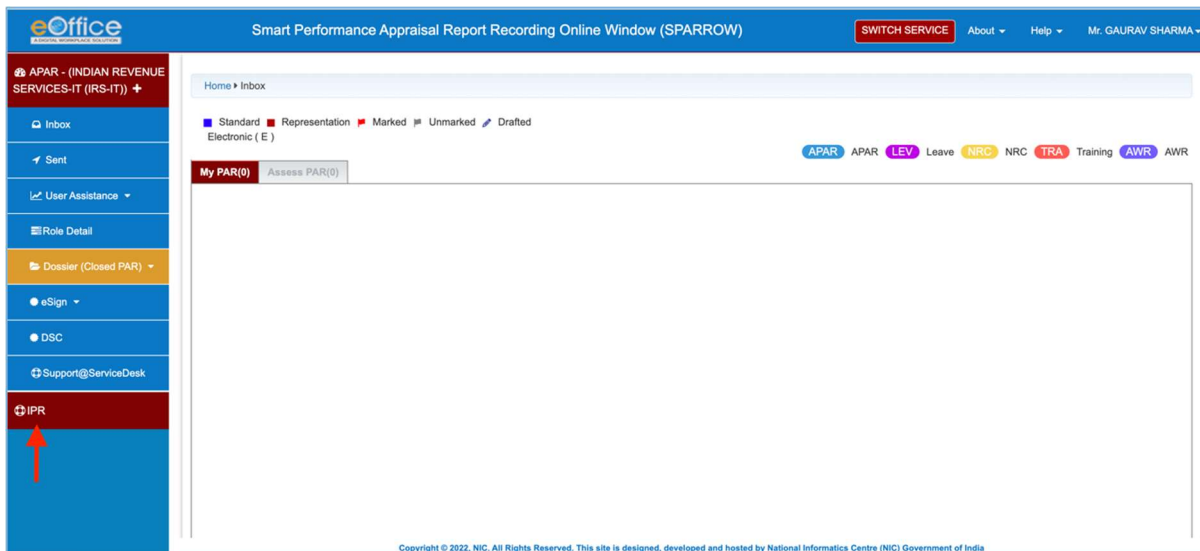 eOffice
A DIGITAL WORKPLACE SOLUTION
Smart Performance Appraisal Report Recording Online Window (SPARROW)
SWITCH SERVICE
About
Help
Mr. GAURAV SHARMA
APAR - (INDIAN REVENUE
SERVICES-IT (IRS-IT)) +
Inbox
Sent
User Assistance
Role Detail
Dossier (Closed PAR)
eSign
DSC
Support@ServiceDesk
IPR
Home Inbox
Standard Representation Marked Unmarked Drafted
Electronic ( E )
APAR APAR LEV Leave NRC NRC TRA Training AWR AWR
My PAR(0) Assess PAR(0)
Copyright © 2022, NIC. All Rights Reserved. This site is designed, developed and hosted by National Informatics Centre (NIC) Government of India